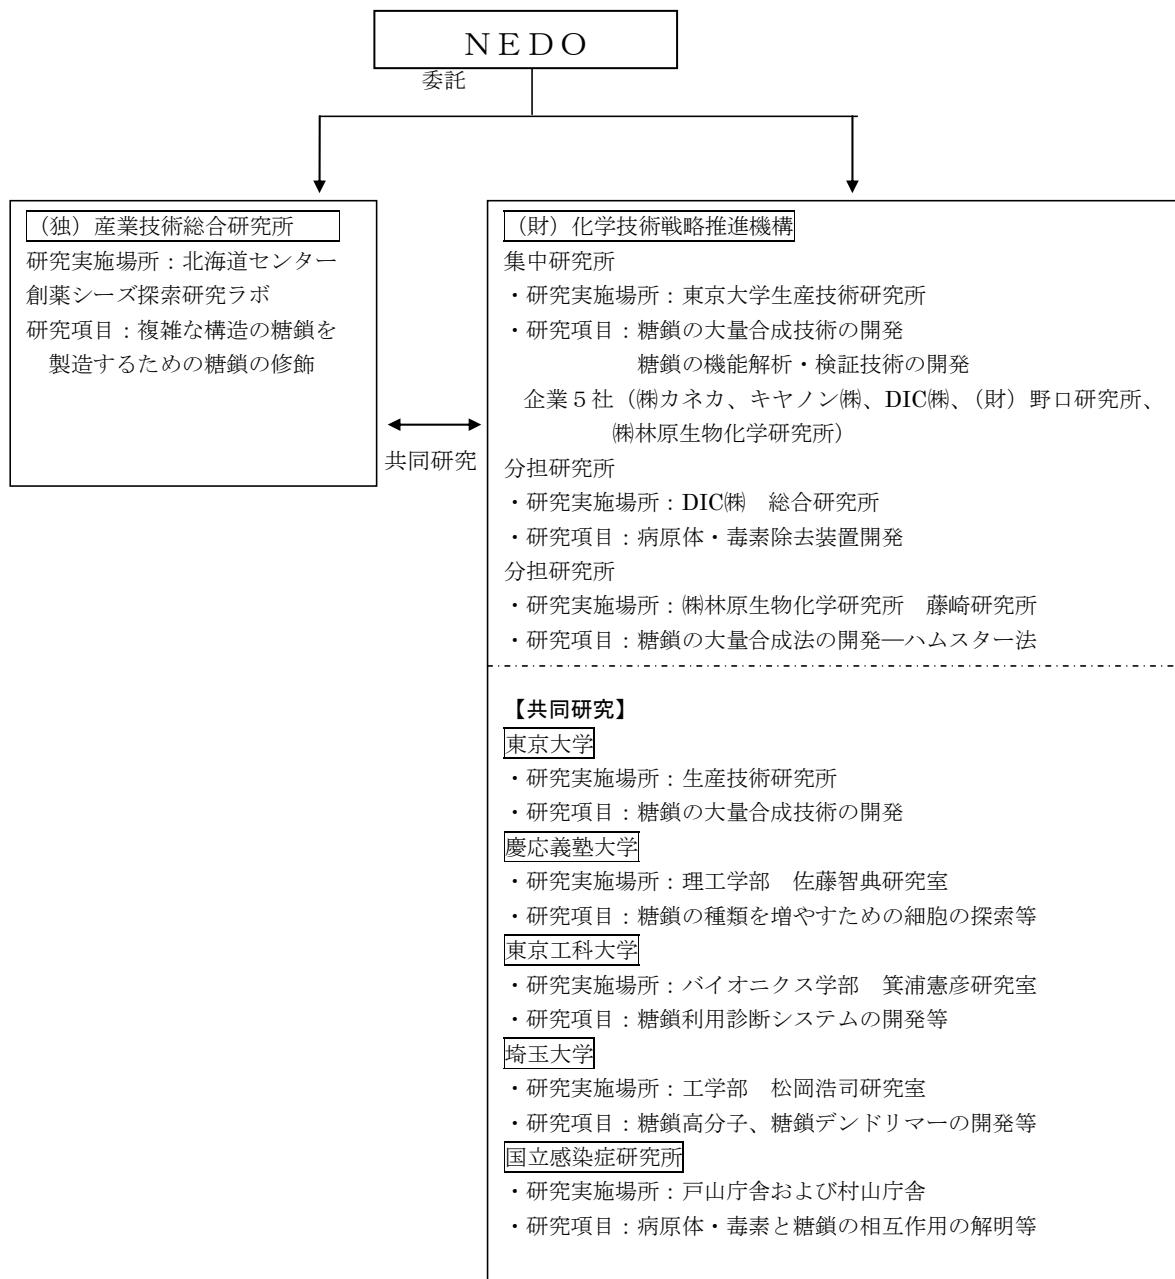 NEDO
委託
（独）産業技術総合研究所
研究実施場所：北海道センター
創薬シーズ探索研究ラボ
研究項目：複雑な構造の糖鎖を
製造するための糖鎖の修飾
共同研究
（財）化学技術戦略推進機構
集中研究所
・研究実施場所：東京大学生産技術研究所
・研究項目：糖鎖の大量合成技術の開発
糖鎖の機能解析・検証技術の開発
企業５社（㈱カネカ、キヤノン㈱、DIC㈱、（財）野口研究所、
㈱林原生物化学研究所）
分担研究所
・研究実施場所：DIC㈱　総合研究所
・研究項目：病原体・毒素除去装置開発
分担研究所
・研究実施場所：㈱林原生物化学研究所　藤崎研究所
・研究項目：糖鎖の大量合成法の開発―ハムスター法
【共同研究】
東京大学
・研究実施場所：生産技術研究所
・研究項目：糖鎖の大量合成技術の開発
慶応義塾大学
・研究実施場所：理工学部　佐藤智典研究室
・研究項目：糖鎖の種類を増やすための細胞の探索等
東京工科大学
・研究実施場所：バイオニクス学部　箕浦憲彦研究室
・研究項目：糖鎖利用診断システムの開発等
埼玉大学
・研究実施場所：工学部　松岡浩司研究室
・研究項目：糖鎖高分子、糖鎖デンドリマーの開発等
国立感染症研究所
・研究実施場所：戸山庁舎および村山庁舎
・研究項目：病原体・毒素と糖鎖の相互作用の解明等